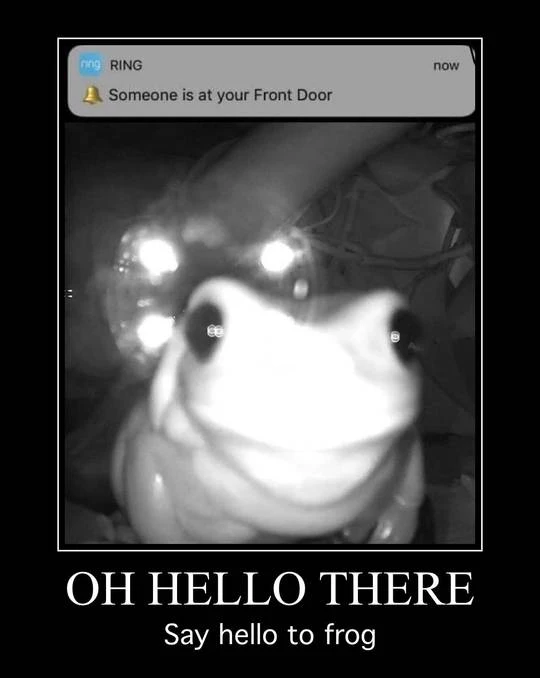 ring RING now
Someone is at your Front Door
OH HELLO THERE
Say hello to frog